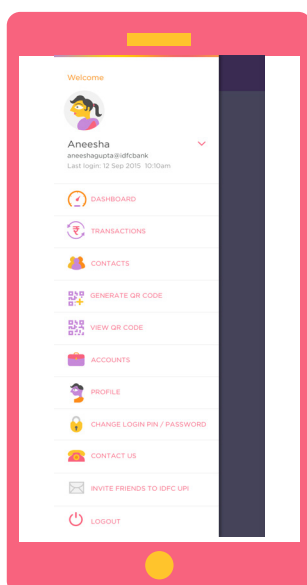 Welcome
Aneesha
aneeshagupta@idfcbank
Last login: 12 Sep 2015 10:10am
DASHBOARD
TRANSACTIONS
CONTACTS
GENERATE QR CODE
VIEW QR CODE
ACCOUNTS
PROFILE
CHANGE LOGIN PIN / PASSWORD
CONTACT US
INVITE FRIENDS TO IDFC UPI
LOGOUT